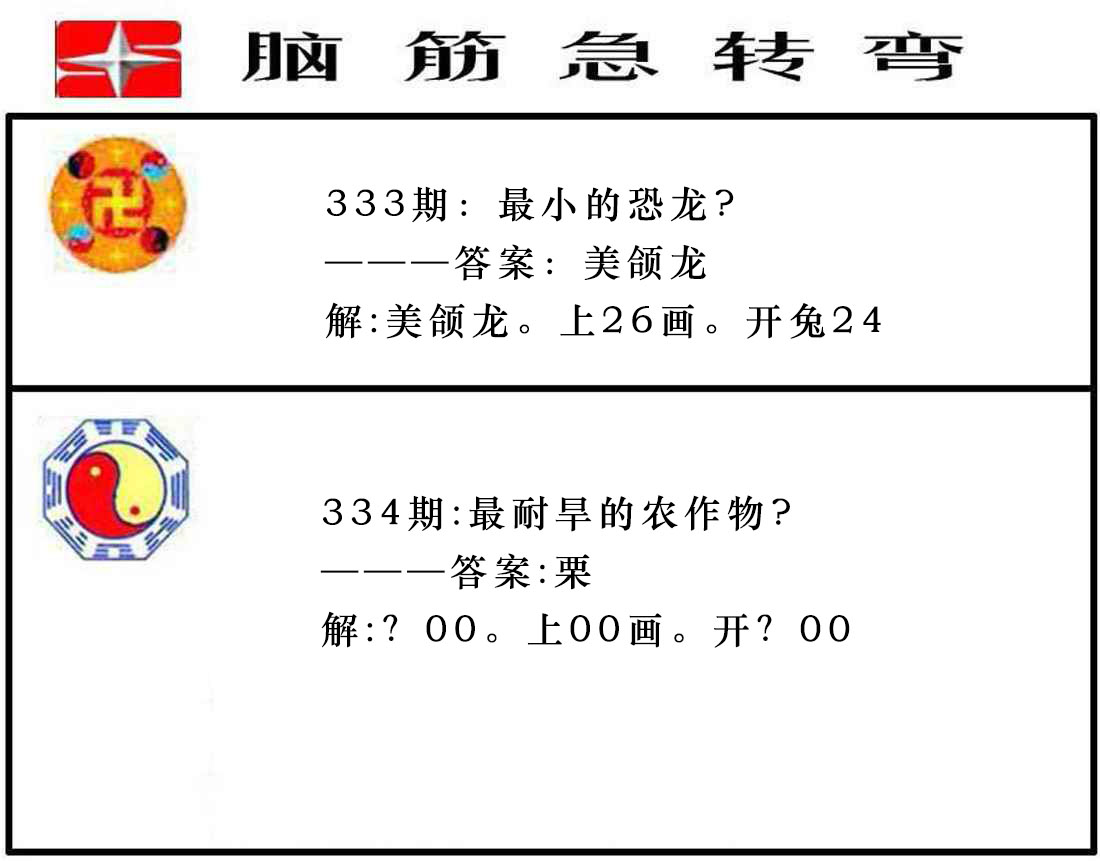 脑筋急转弯
333期：最小的恐龙？
———答案：美颌龙
解:美颌龙。上26画。开兔24
334期:最耐旱的农作物？
———答案:栗
解:？00。上00画。开？00